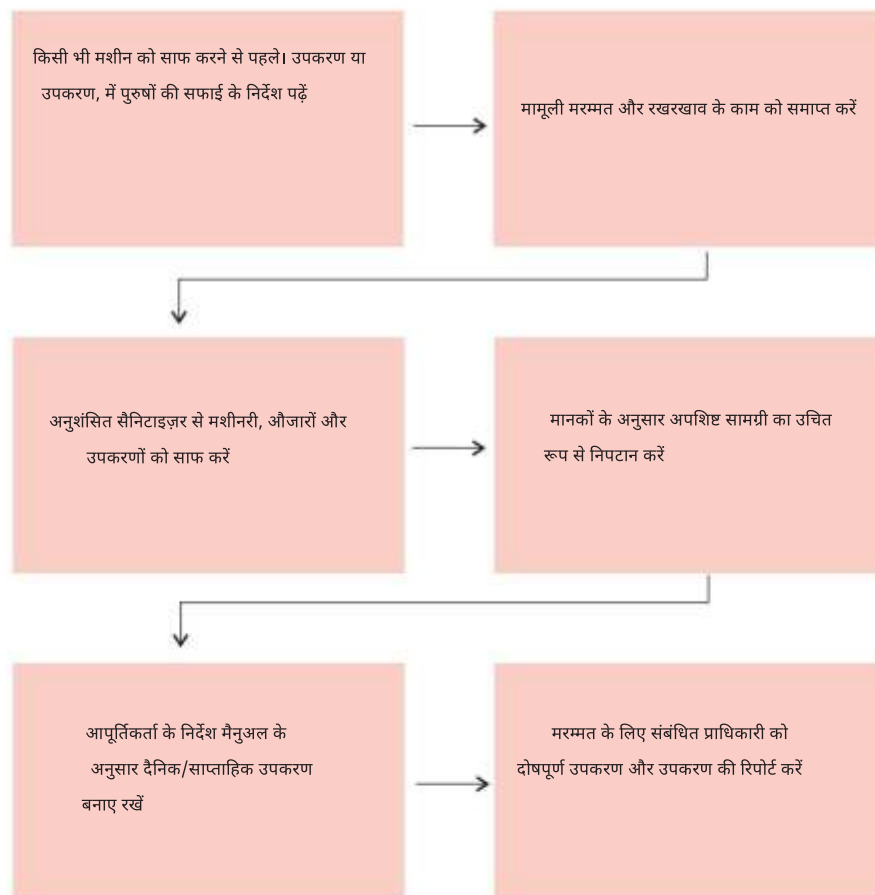 किसी भी मशीन को साफ करने से पहले। उपकरण या
उपकरण, में पुरुषों की सफाई के निर्देश पढ़ें
मामूली मरम्मत और रखरखाव के काम को समाप्त करें
अनुशंसित सैनिटाइज़र से मशीनरी, औजारों और
उपकरणों को साफ करें
मानकों के अनुसार अपशिष्ट सामग्री का उचित
रूप से निपटान करें
आपूर्तिकर्ता के निर्देश मैनुअल के
अनुसार दैनिक/साप्ताहिक उपकरण
बनाए रखें
मरम्मत के लिए संबंधित प्राधिकारी को
दोषपूर्ण उपकरण और उपकरण की रिपोर्ट करें